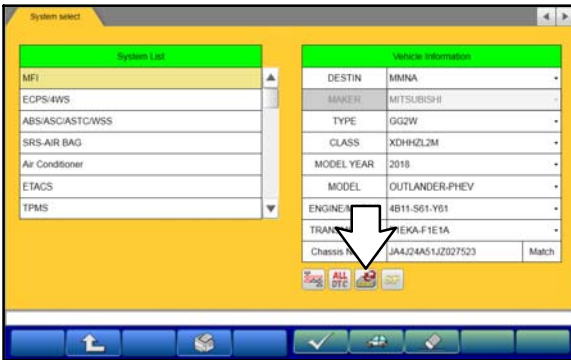 System select
System List
MFI
ECPS/4WS
ABS/ASC/ASTC/WSS
SRS-AIR BAG
Air Conditioner
ETACS
TPMS
Vehicle Information
DESTIN MMNA
MAKER MITSUBISHI
TYPE GG2W
CLASS XDHHZL2M
MODEL YEAR 2018
MODEL OUTLANDER-PHEV
4B11-S61-Y61
Chassis JA4J24A51JZ027523 Match
ALL
DTC